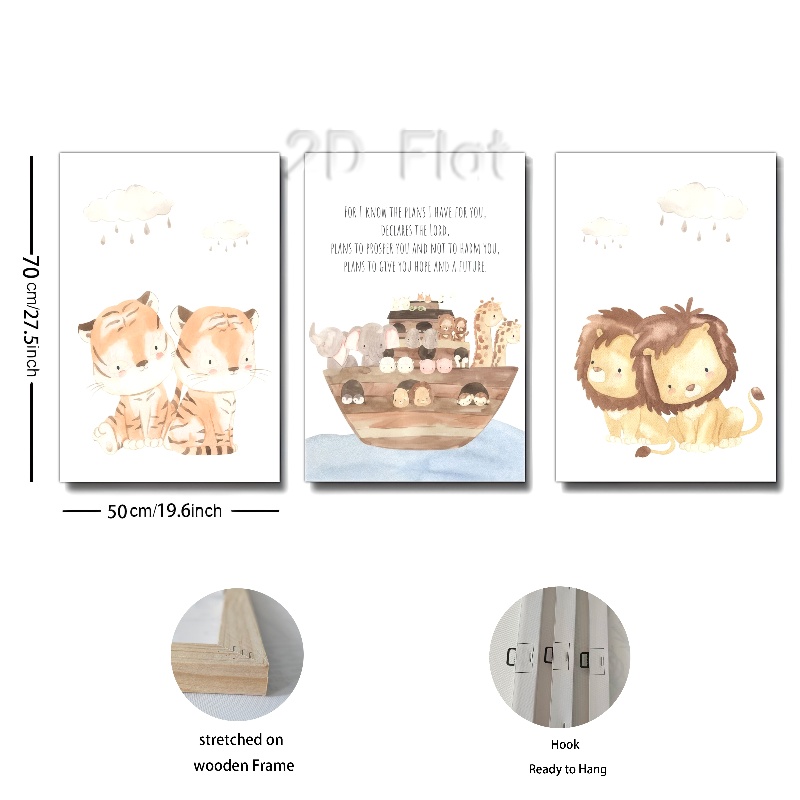 2D Flat
FOR I KNOW THE PLANS I HAVE FOR YOU,
DECLARES THE LORD,
PLANS TO PROSPER YOU AND NOT TO HARM YOU,
PLANS TO GIVE YOU HOPE AND A FUTURE.
70 cm/27.5inch
50cm/19.6inch
stretched on
wooden Frame
Hook
Ready to Hang